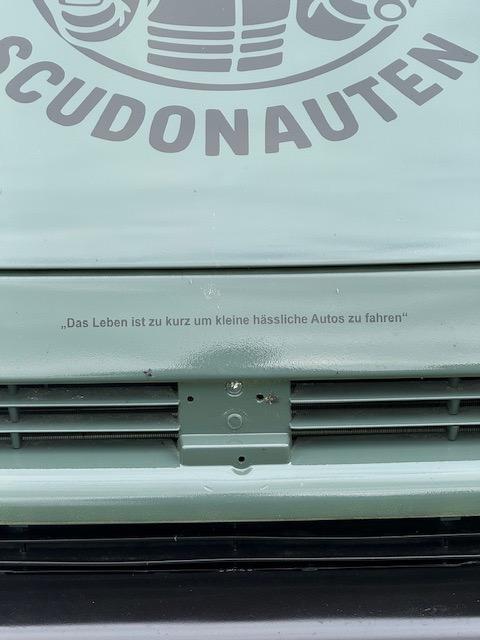 SCUDONAUTEN
„Das Leben ist zu kurz um kleine hässliche Autos zu fahren“